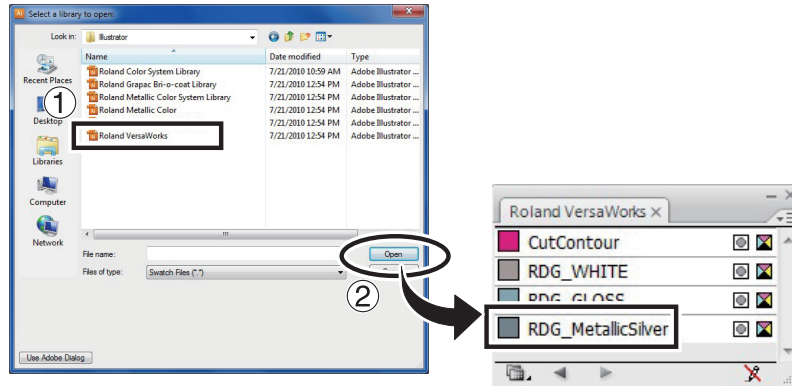 Select a library to open:
Look in: Illustrator
Name Date modified Type
Roland Color System Library 7/21/2010 10:59 AM Adobe Illustrator ...
Roland Grapac Bri-o-coat Library 7/21/2010 12:54 PM Adobe Illustrator ...
Roland Metallic Color System Library 7/21/2010 12:54 PM Adobe Illustrator ...
Roland Metallic Color 7/21/2010 12:54 PM Adobe Illustrator ...
7/21/2010 12:54 PM Adobe Illustrator ...
Roland VersaWorks 7/21/2010 12:54 PM Adobe Illustrator ...
Recent Places
1
Desktop
Libraries
Computer
Network
File name:
Open
Files of type: Swatch Files (*.*)
2
Use Adobe Dialog
Roland VersaWorks ×
CutContour
RDG_WHITE
RDG_GLOSS
RDG_MetallicSilver